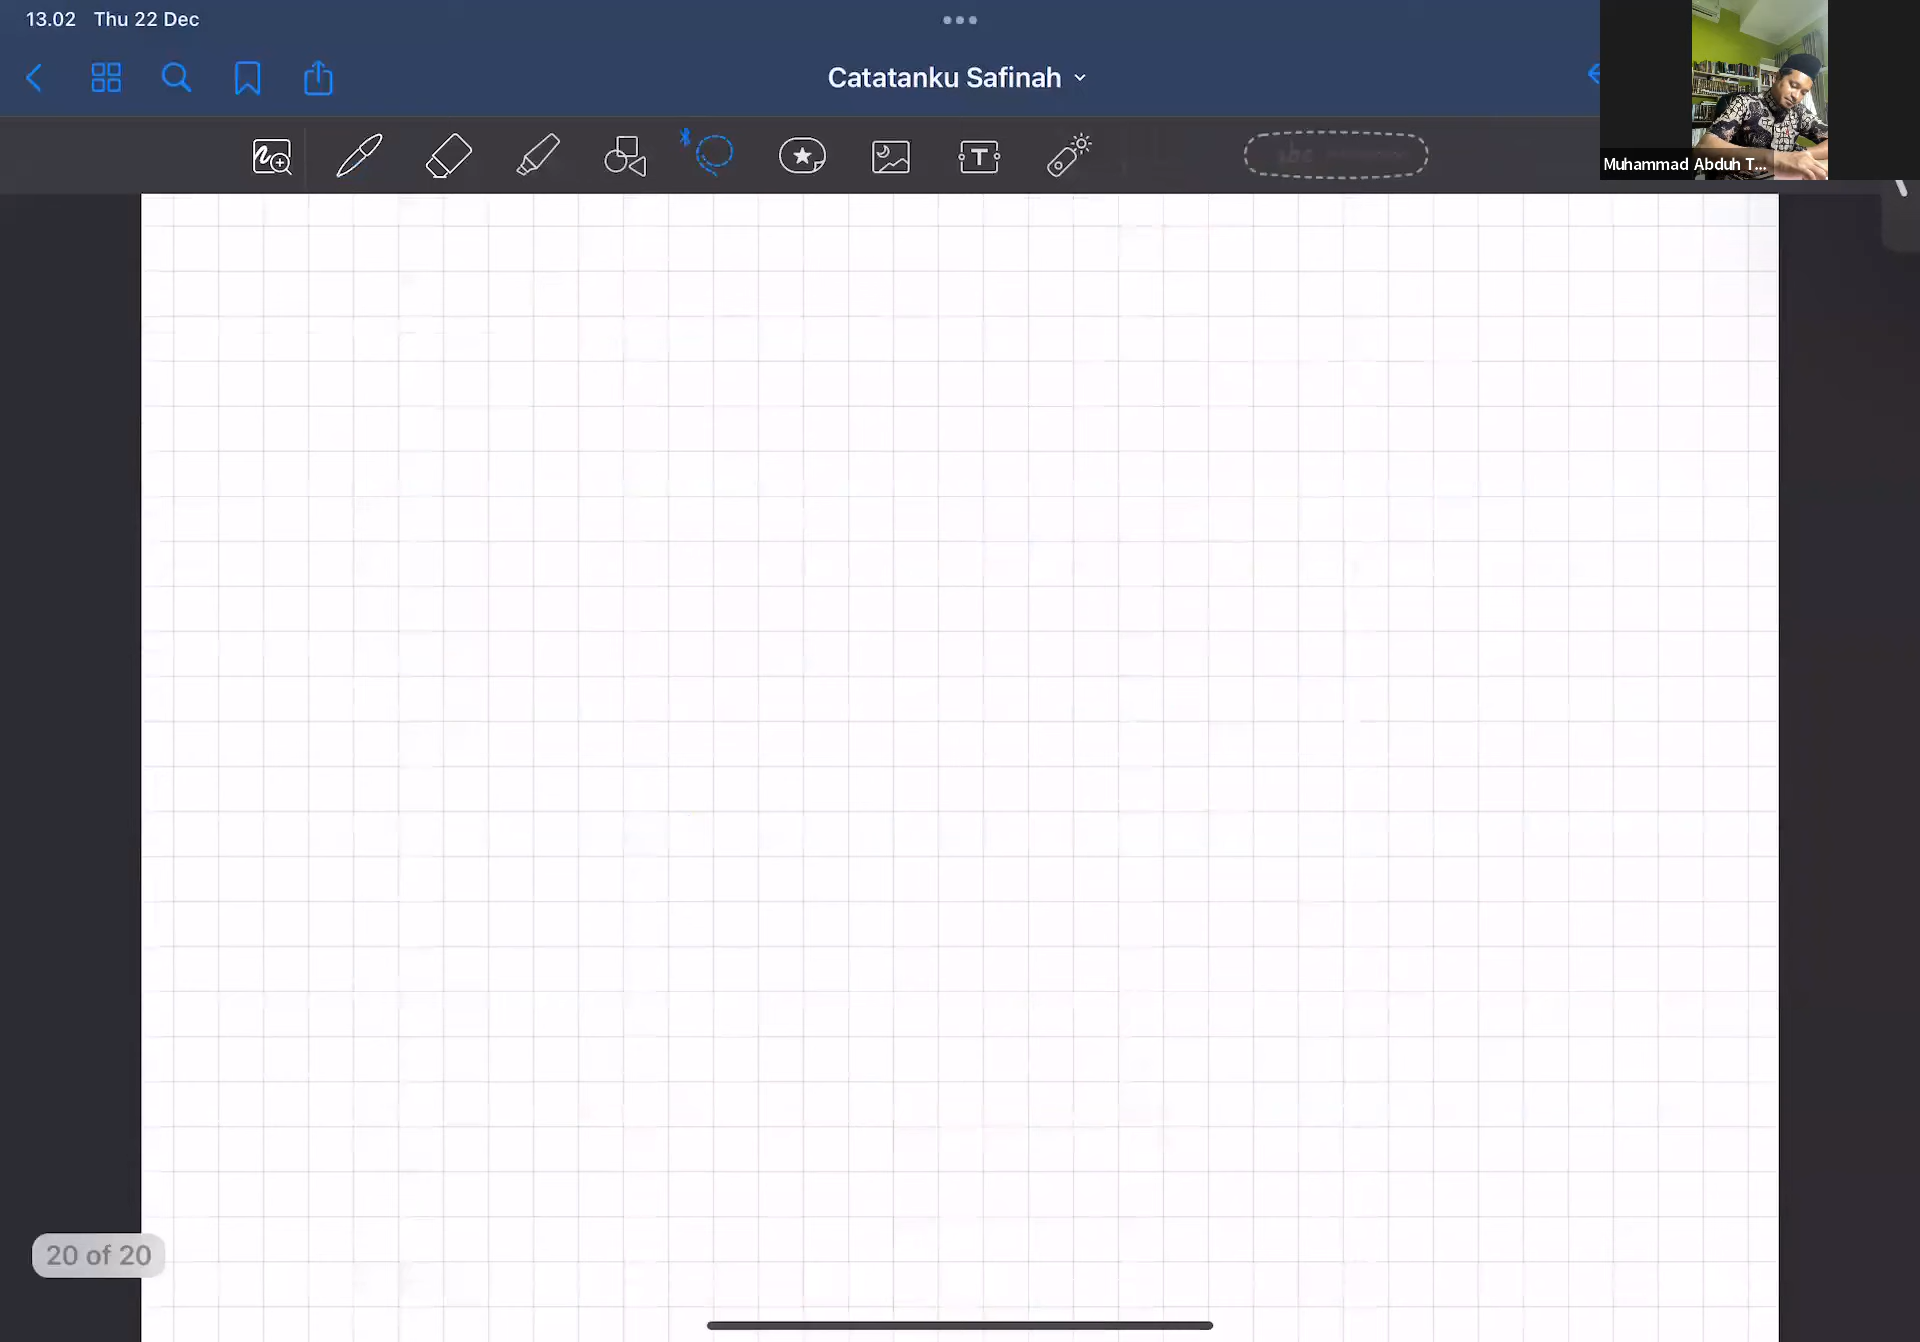 13.02 Thu 22 Dec
Catatanku Safinah
T
Muhammad Abduh T...
20 of 20